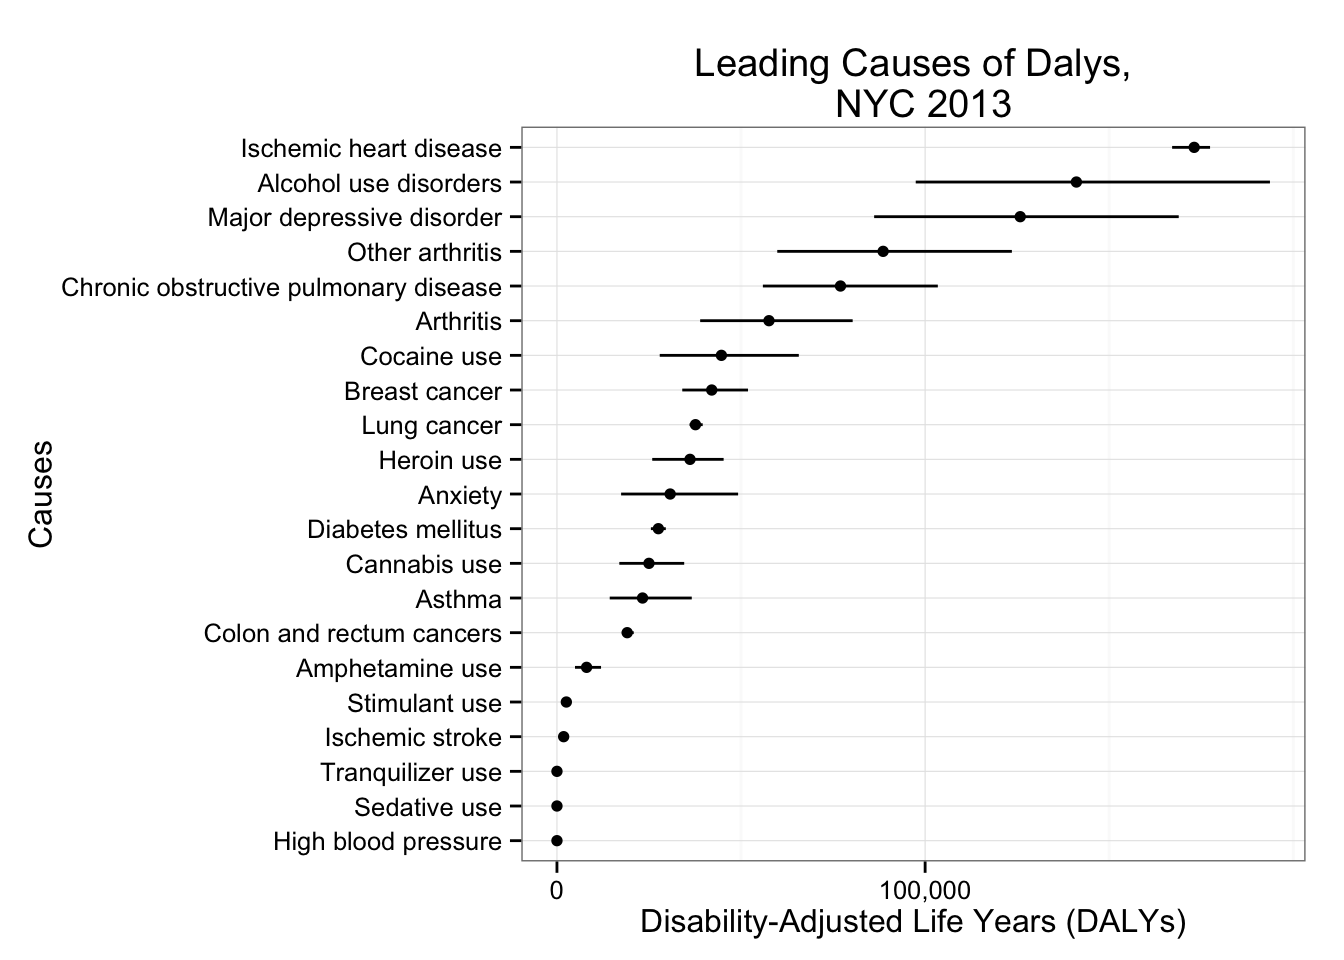 Leading Causes of Dalys,
NYC 2013
Causes
Ischemic heart disease
Alcohol use disorders
Major depressive disorder
Other arthritis
Chronic obstructive pulmonary disease
Arthritis
Cocaine use
Breast cancer
Lung cancer
Heroin use
Anxiety
Diabetes mellitus
Cannabis use
Asthma
Colon and rectum cancers
Amphetamine use
Stimulant use
Ischemic stroke
Tranquilizer use
Sedative use
High blood pressure
0 100,000
Disability-Adjusted Life Years (DALYs)